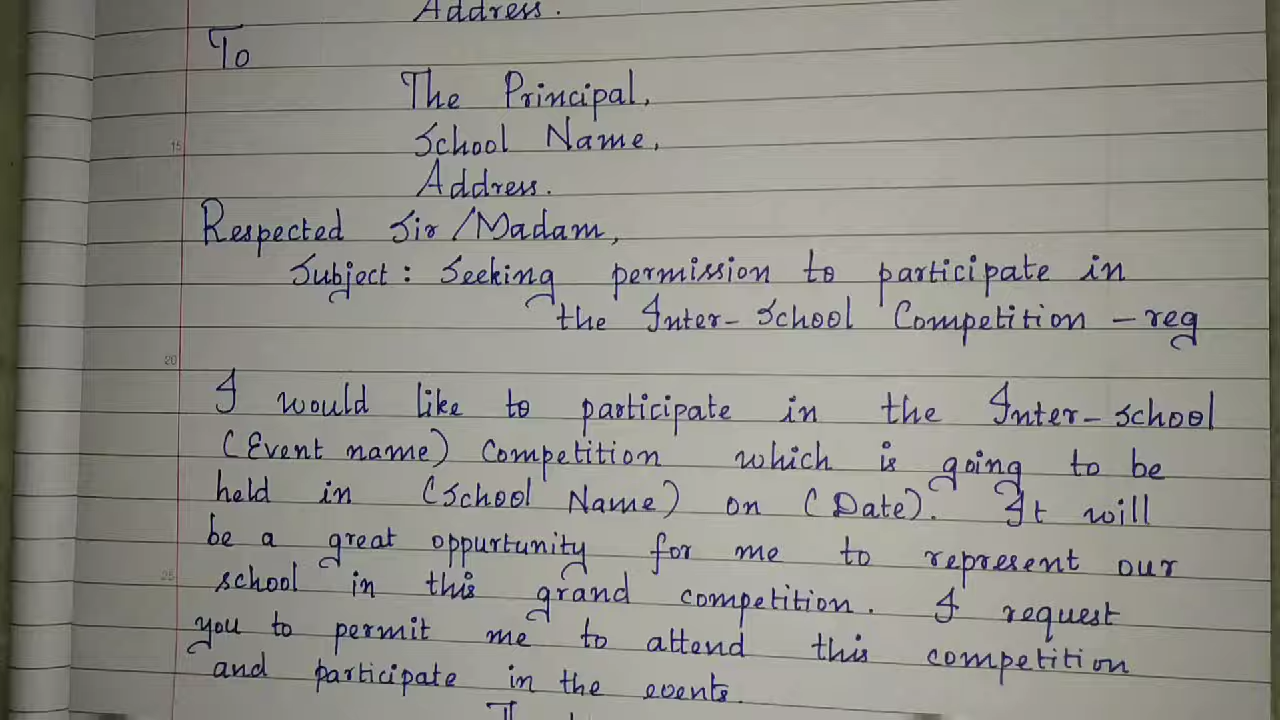 Address.
To
The Principal,
School Name,
15
Address.
Respected Sir/Madam,
Subject: Seeking permission to participate in
the Inter-School Competition -reg
20
I would like to participate in the Inter-school
(Event name) Competition which is going to be
held in (School Name) on (Date). It will
be a great oppurtunity for me to represent our
25
school in this grand competition. I request
you to permit me to attend this competition
and participate in the events.